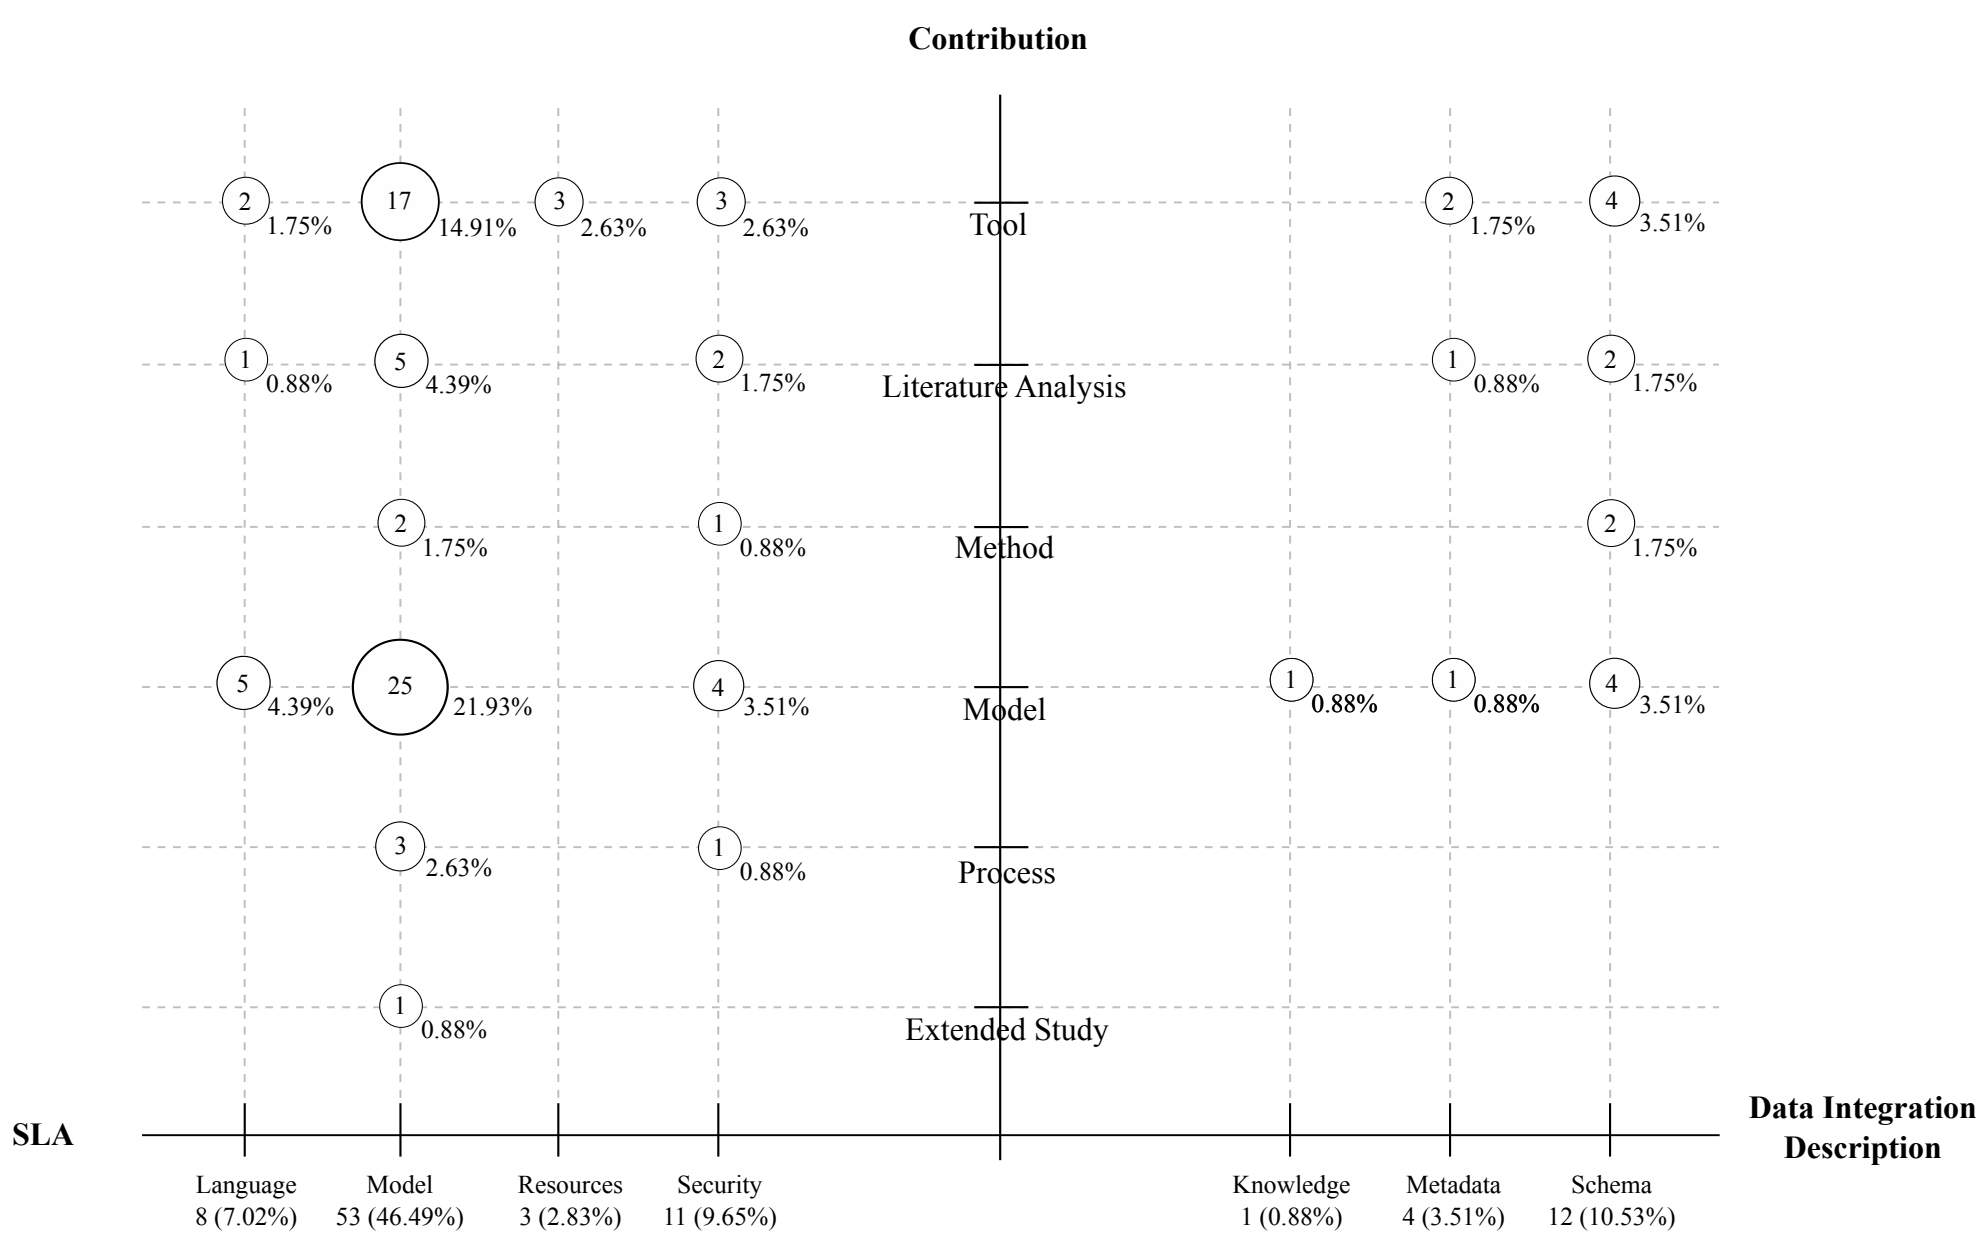 Contribution
2 17 3 3 2 4
1.75% 14.91% 2.63% 2.63% Tool 1.75% 3.51%
1 5 2 1 2
0.88% 4.39% 1.75% Literature Analysis 0.88% 1.75%
2 1 2
1.75% 0.88% Method 1.75%
5 25 4 1 1 4
4.39% 21.93% 3.51% Model 0.88% 0.88% 3.51%
3 1
2.63% 0.88% Process
1
0.88% Extended Study
SLA
Data Integration
Description
Language Model Resources Security Knowledge Metadata Schema
8 (7.02%) 53 (46.49%) 3 (2.83%) 11 (9.65%) 1 (0.88%) 4 (3.51%) 12 (10.53%)